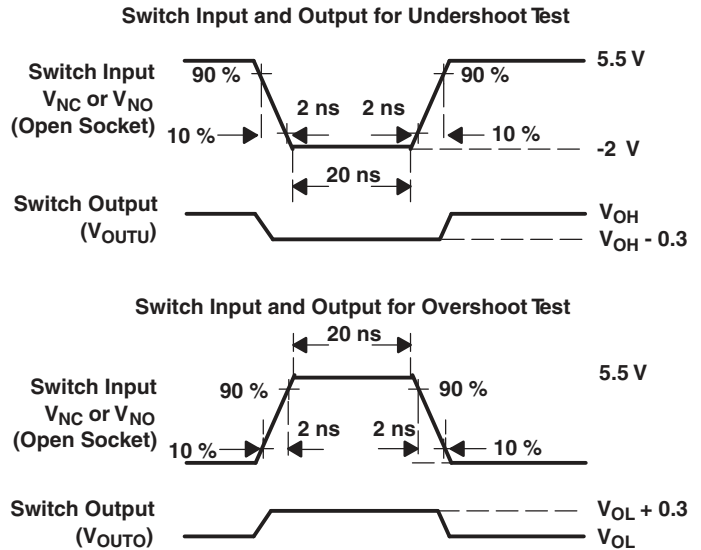 Switch Input and Output for Undershoot Test
Switch Input
V_NC or V_NO
(Open Socket)
90 %
90 %
5.5 V
2 ns
2 ns
10 %
10 %
-2 V
20 ns
Switch Output
(V_OUTU)
V_OH
V_OH - 0.3
Switch Input and Output for Overshoot Test
20 ns
Switch Input
V_NC or V_NO
(Open Socket)
90 %
90 %
5.5 V
2 ns
2 ns
10 %
10 %
Switch Output
(V_OUTO)
V_OL + 0.3
V_OL